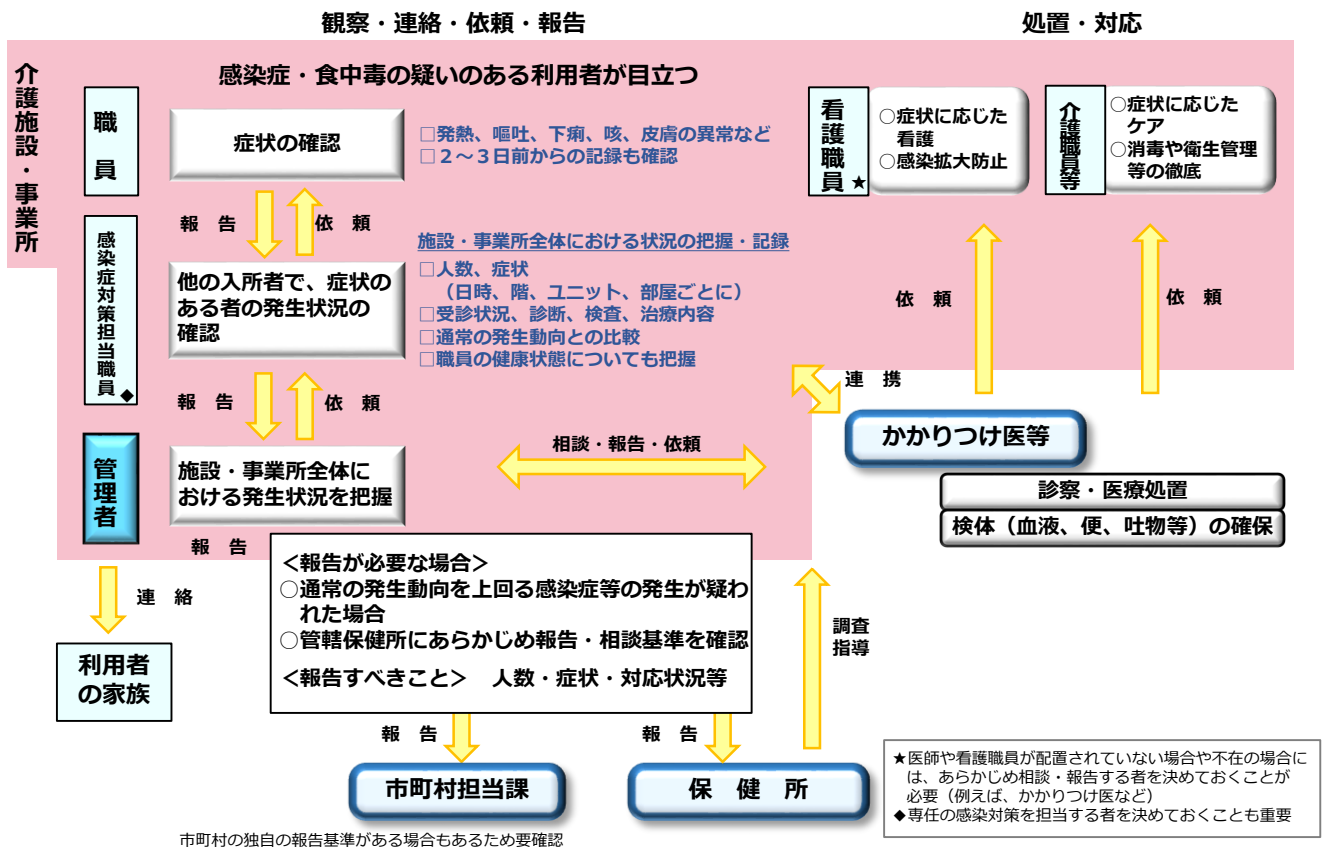 観察・連絡・依頼・報告
処置・対応
介護施設・事業所
感染症・食中毒の疑いのある利用者が目立つ
職員
症状の確認
□発熱、嘔吐、下痢、咳、皮膚の異常など
□２～３日前からの記録も確認
看護職員★
○症状に応じた
看護
○感染拡大防止
介護職員等
○症状に応じた
ケア
○消毒や衛生管理
等の徹底
報 告
依 頼
感染症対策担当職員◆
他の入所者で、症状の
ある者の発生状況の
確認
施設・事業所全体における状況の把握・記録
□人数、症状
（日時、階、ユニット、部屋ごとに）
□受診状況、診断、検査、治療内容
□通常の発生動向との比較
□職員の健康状態についても把握
依 頼
依 頼
報 告
依 頼
連 携
かかりつけ医等
診察・医療処置
検体（血液、便、吐物等）の確保
管理者
施設・事業所全体に
おける発生状況を把握
相談・報告・依頼
報 告
連 絡
利用者
の家族
＜報告が必要な場合＞
○通常の発生動向を上回る感染症等の発生が疑わ
れた場合
○管轄保健所にあらかじめ報告・相談基準を確認
＜報告すべきこと＞ 人数・症状・対応状況等
調査
指導
報 告
報 告
市町村担当課
保 健 所
市町村の独自の報告基準がある場合もあるため要確認
★医師や看護職員が配置されていない場合や不在の場合に
は、あらかじめ相談・報告する者を決めておくことが
必要（例えば、かかりつけ医など）
◆専任の感染対策を担当する者を決めておくことも重要